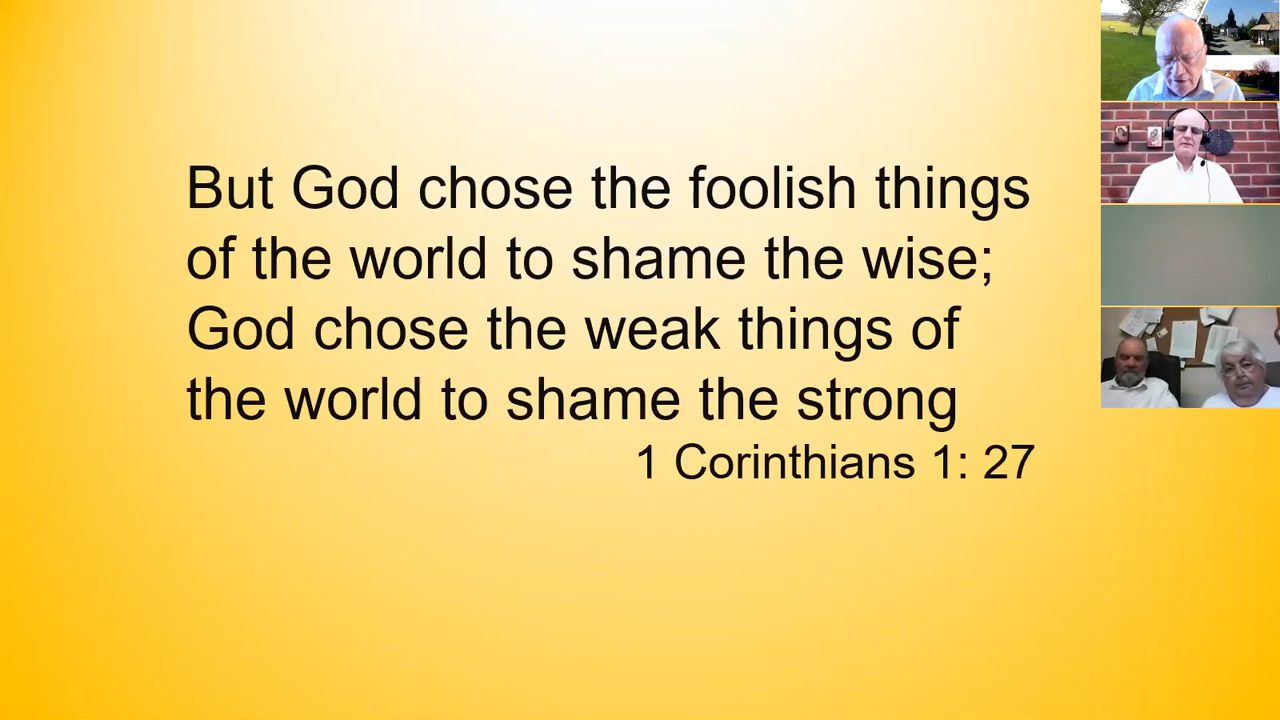 But God chose the foolish things
of the world to shame the wise;
God chose the weak things of
the world to shame the strong
1 Corinthians 1: 27